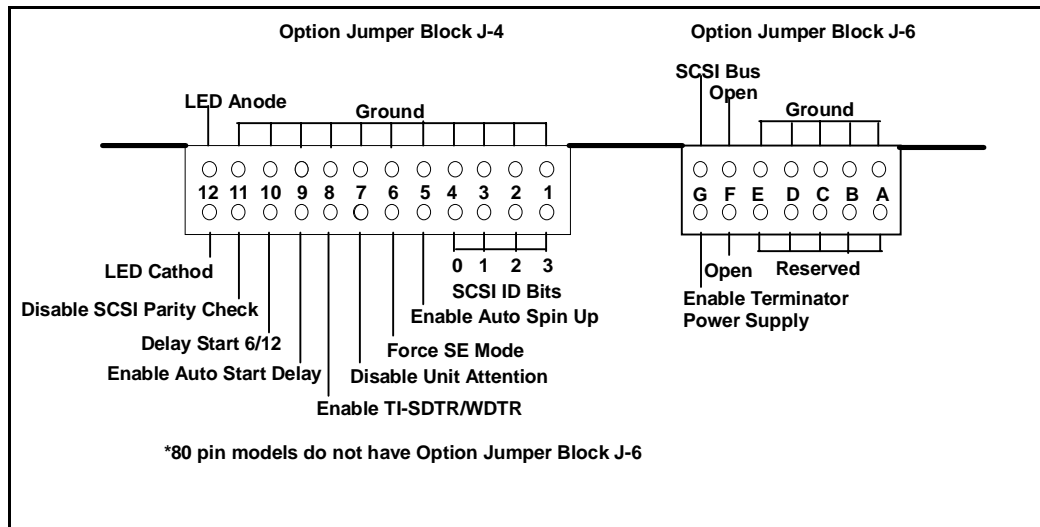 Option Jumper Block J-4
Option Jumper Block J-6
SCSI Bus
Open
LED Anode
Ground
Ground
12 11 10 9 8 7 6 5 4 3 2 1
G F E D C B A
LED Cathod
0 1 2 3
Open
Reserved
SCSI ID Bits
Enable Terminator
Power Supply
Disable SCSI Parity Check
Enable Auto Spin Up
Delay Start 6/12
Force SE Mode
Enable Auto Start Delay
Disable Unit Attention
Enable TI-SDTR/WDTR
*80 pin models do not have Option Jumper Block J-6